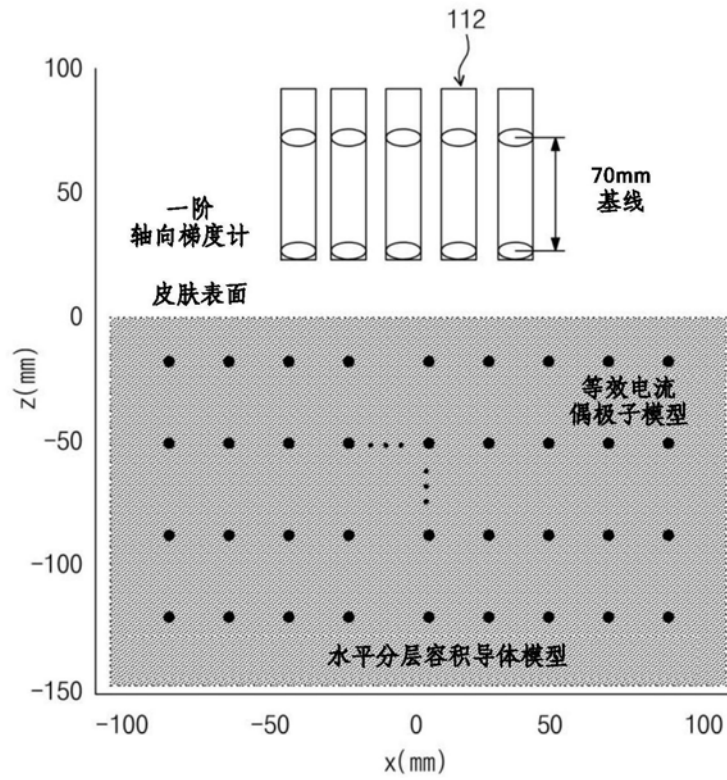 112
100
50
0
-50
-100
-150
z(mm)
70mm
基线
一阶
轴向梯度计
皮肤表面
等效电流
偶极子模型
水平分层容积导体模型
-100
-50
0
50
100
x(mm)